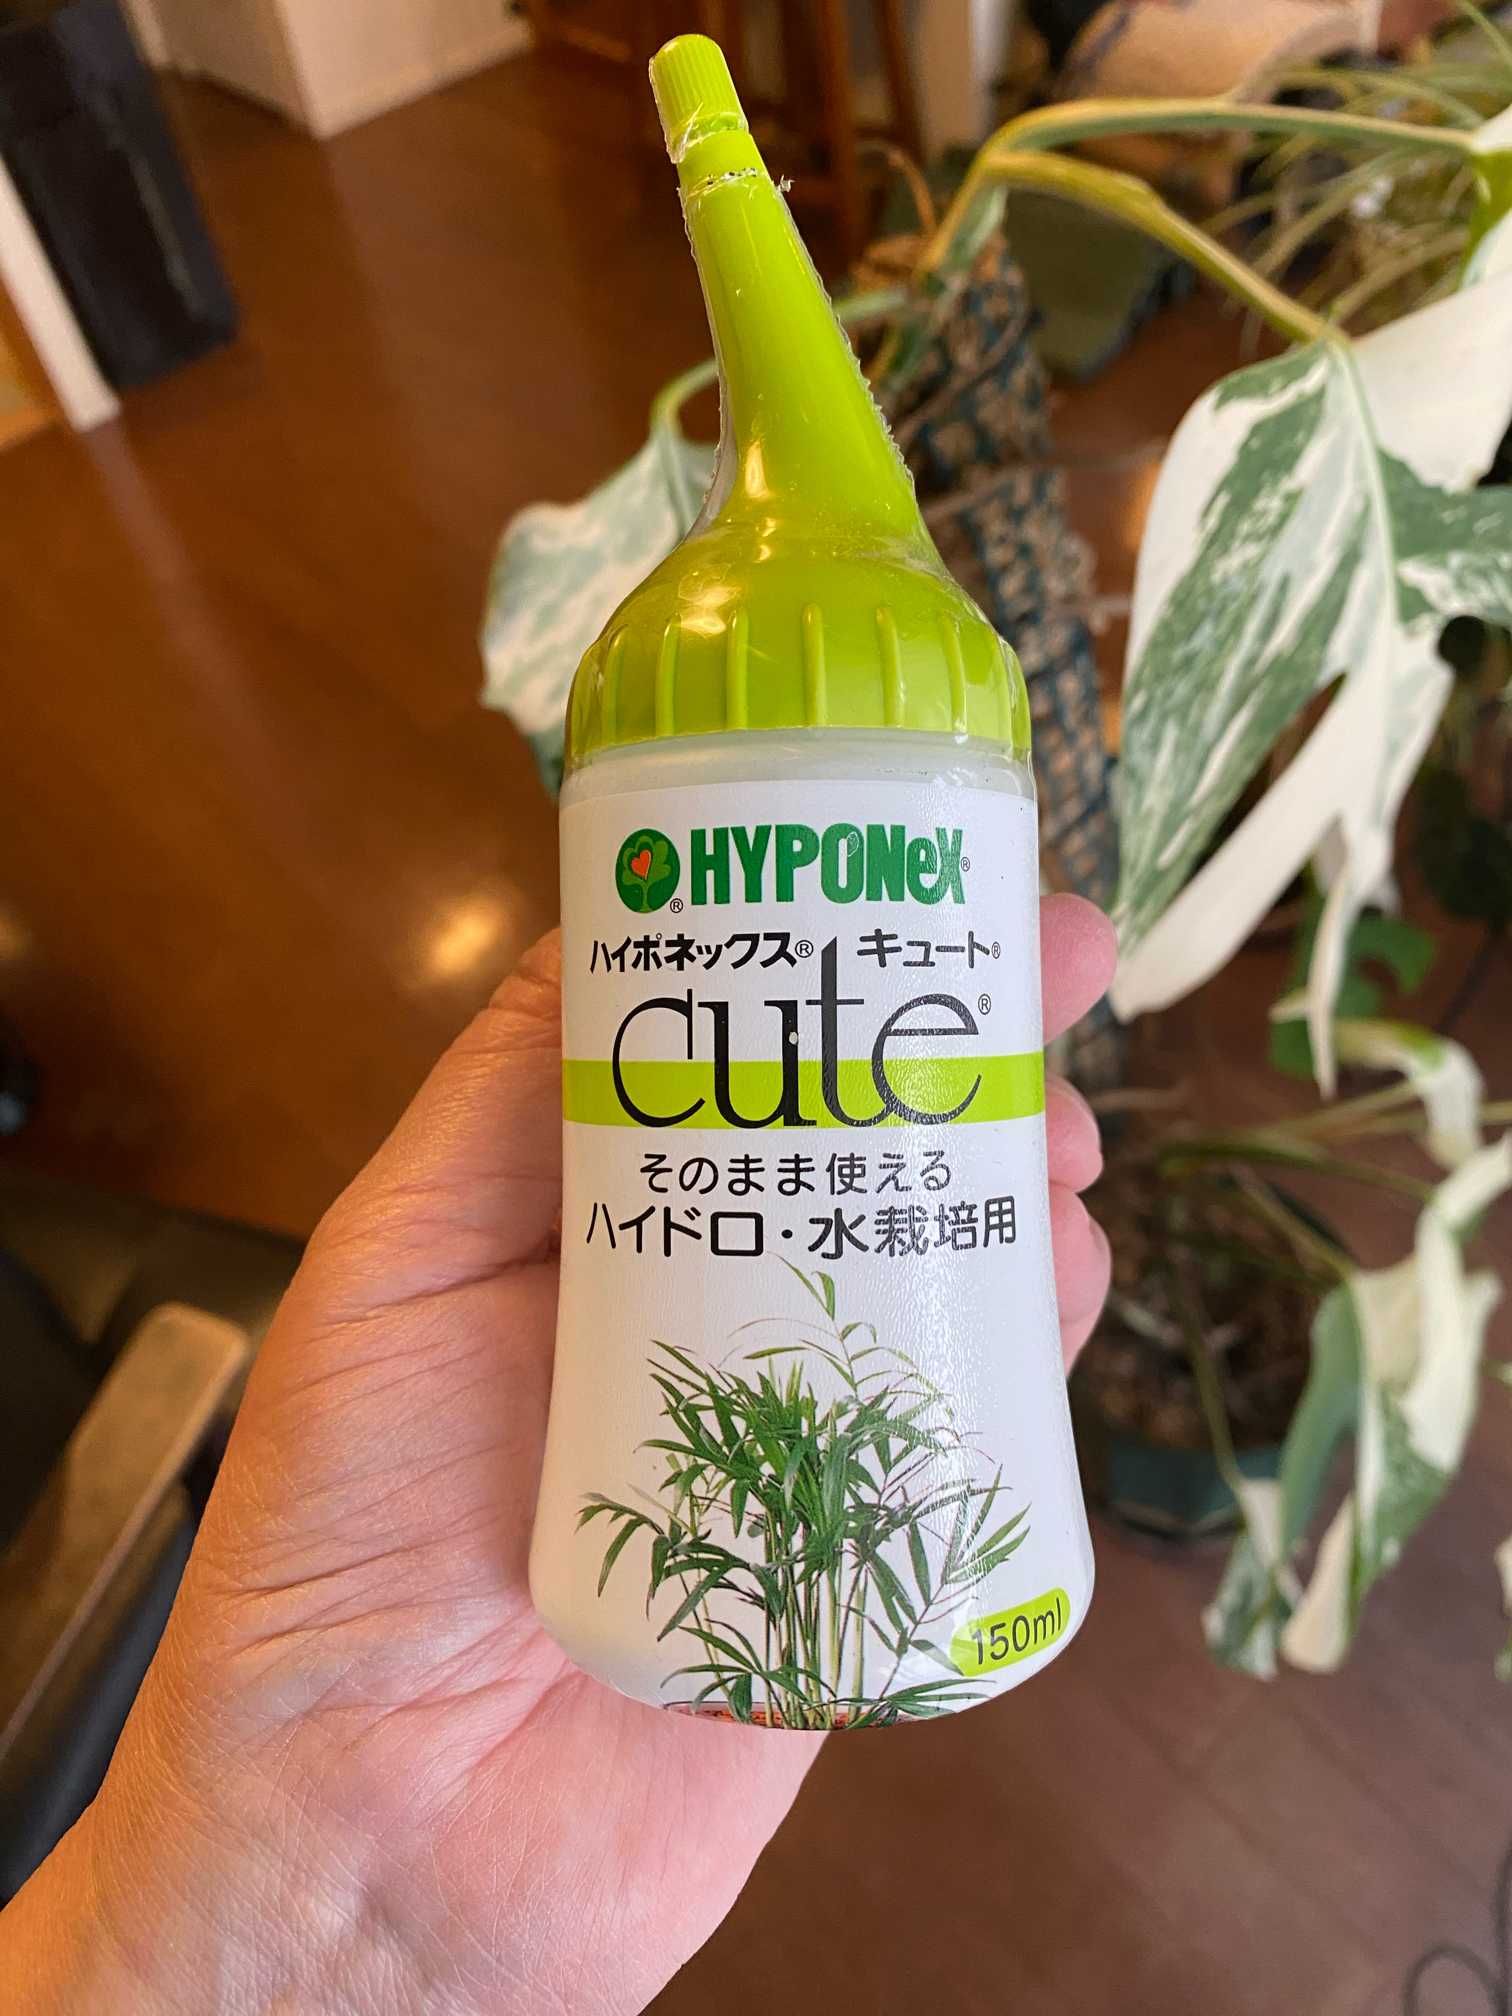 HYPONeX®
ハイポネックス® キュート®
cute®
そのまま使える
ハイドロ・水栽培用
150ml